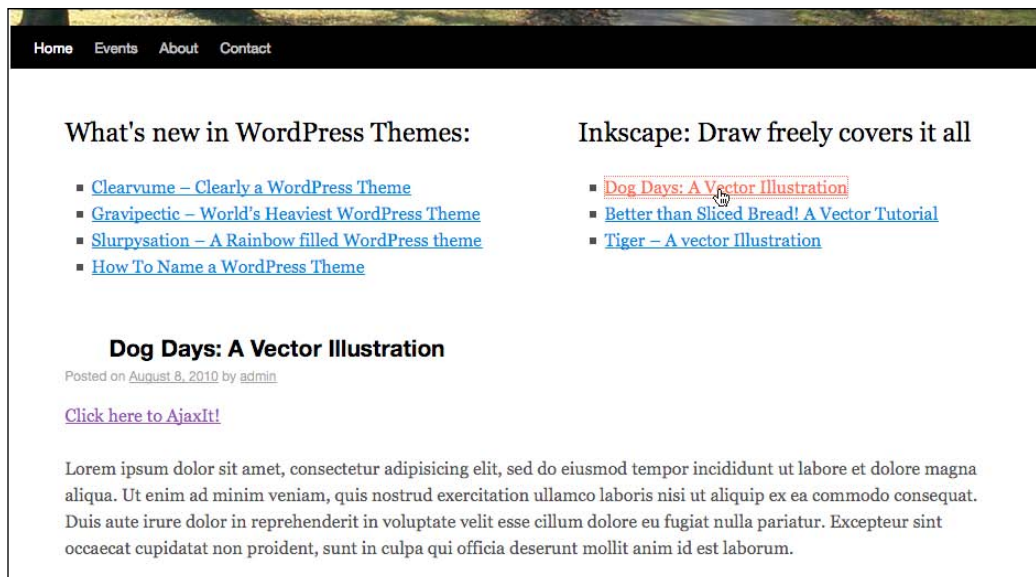 Home Events About Contact
What's new in WordPress Themes:
Clearvume – Clearly a WordPress Theme
Gravipectic – World's Heaviest WordPress Theme
Slurpysation – A Rainbow filled WordPress theme
How To Name a WordPress Theme
Inkscape: Draw freely covers it all
Dog Days: A Vector Illustration
Better than Sliced Bread! A Vector Tutorial
Tiger – A vector Illustration
Dog Days: A Vector Illustration
Posted on August 8, 2010 by admin
Click here to AjaxIt!
Lorem ipsum dolor sit amet, consectetur adipisicing elit, sed do eiusmod tempor incididunt ut labore et dolore magna
aliqua. Ut enim ad minim veniam, quis nostrud exercitation ullamco laboris nisi ut aliquip ex ea commodo consequat.
Duis aute irure dolor in reprehenderit in voluptate velit esse cillum dolore eu fugiat nulla pariatur. Excepteur sint
occaecat cupidatat non proident, sunt in culpa qui officia deserunt mollit anim id est laborum.